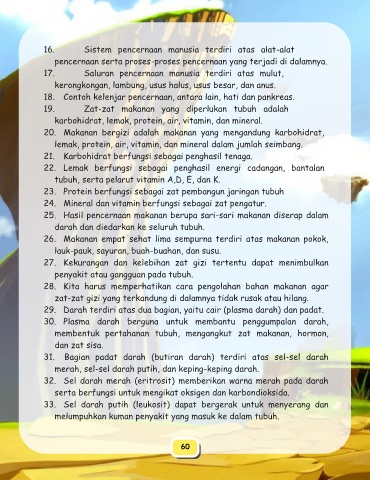 16. Sistem pencernaan manusia terdiri atas alat-alat
pencernaan serta proses-proses pencernaan yang terjadi di dalamnya.
17. Saluran pencernaan manusia terdiri atas mulut,
kerongkongan, lambung, usus halus, usus besar, dan anus.
18. Contoh kelenjar pencernaan, antara lain, hati dan pankreas.
19. Zat-zat makanan yang diperlukan tubuh adalah
karbohidrat, lemak, protein, air, vitamin, dan mineral.
20. Makanan bergizi adalah makanan yang mengandung karbohidrat,
lemak, protein, air, vitamin, dan mineral dalam jumlah seimbang.
21. Karbohidrat berfungsi sebagai penghasil tenaga.
22. Lemak berfungsi sebagai penghasil energi cadangan, bantalan
tubuh, serta pelarut vitamin A,D, E, dan K.
23. Protein berfungsi sebagai zat pembangun jaringan tubuh
24. Mineral dan vitamin berfungsi sebagai zat pengatur.
25. Hasil pencernaan makanan berupa sari-sari makanan diserap dalam
darah dan diedarkan ke seluruh tubuh.
26. Makanan empat sehat lima sempurna terdiri atas makanan pokok,
lauk-pauk, sayuran, buah-buahan, dan susu.
27. Kekurangan dan kelebihan zat gizi tertentu dapat menimbulkan
penyakit atau gangguan pada tubuh.
28. Kita harus memperhatikan cara pengolahan bahan makanan agar
zat-zat gizi yang terkandung di dalamnya tidak rusak atau hilang.
29. Darah terdiri atas dua bagian, yaitu cair (plasma darah) dan padat.
30. Plasma darah berguna untuk membantu penggumpalan darah,
membentuk pertahanan tubuh, mengangkut zat makanan, hormon,
dan zat sisa.
31. Bagian padat darah (butiran darah) terdiri atas sel-sel darah
merah, sel-sel darah putih, dan keping-keping darah.
32. Sel darah merah (eritrosit) memberikan warna merah pada darah
serta berfungsi untuk mengikat oksigen dan karbondioksida.
33. Sel darah putih (leukosit) dapat bergerak untuk menyerang dan
melumpuhkan kuman penyakit yang masuk ke dalam tubuh.
60